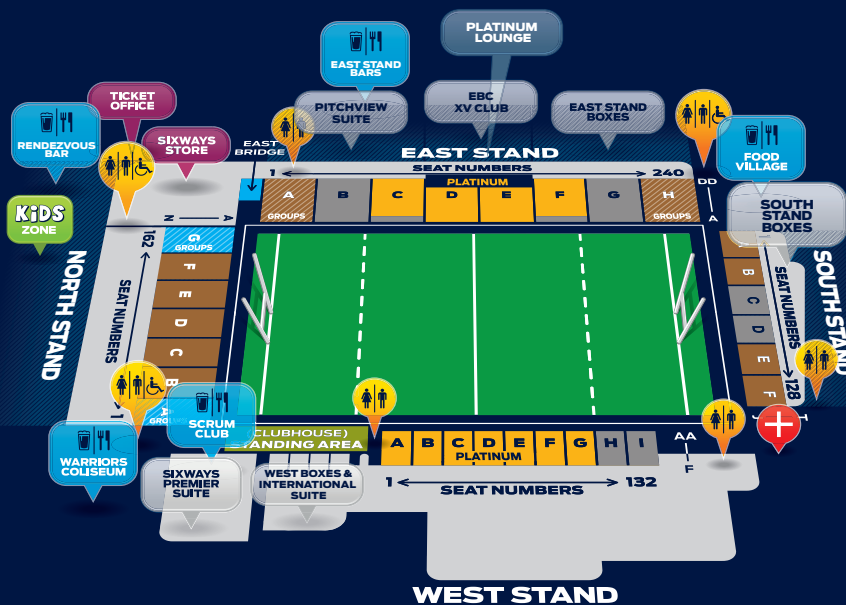 PLATINUM
LOUNGE
EAST STAND
BARS
TICKET
OFFICE
PITCHVIEW
SUITE
EBC
XV CLUB
EAST STAND
BOXES
RENDEZVOUS
BAR
SIXWAYS
STORE
EAST
BRIDGE
FOOD
VILLAGE
EAST STAND
1 SEAT NUMBERS 240
PLATINUM
A B C D E F G H
GROUPS GROUPS
DD
A
KiDS
ZONE
SOUTH
STAND
BOXES
Z A
162
G
GROUPS
F
E
D
C
B
A
GROUPS
SEAT NUMBERS
1
NORTH STAND
B
C
D
E
F
SEAT NUMBERS
128
SOUTH STAND
SCRUM
CLUB
(CLUBHOUSE)
STANDING AREA
A B C D E F G H I
PLATINUM
AA
F
WARRIORS
COLISEUM
SIXWAYS
PREMIER
SUITE
WEST BOXES &
INTERNATIONAL
SUITE
1 SEAT NUMBERS 132
WEST STAND